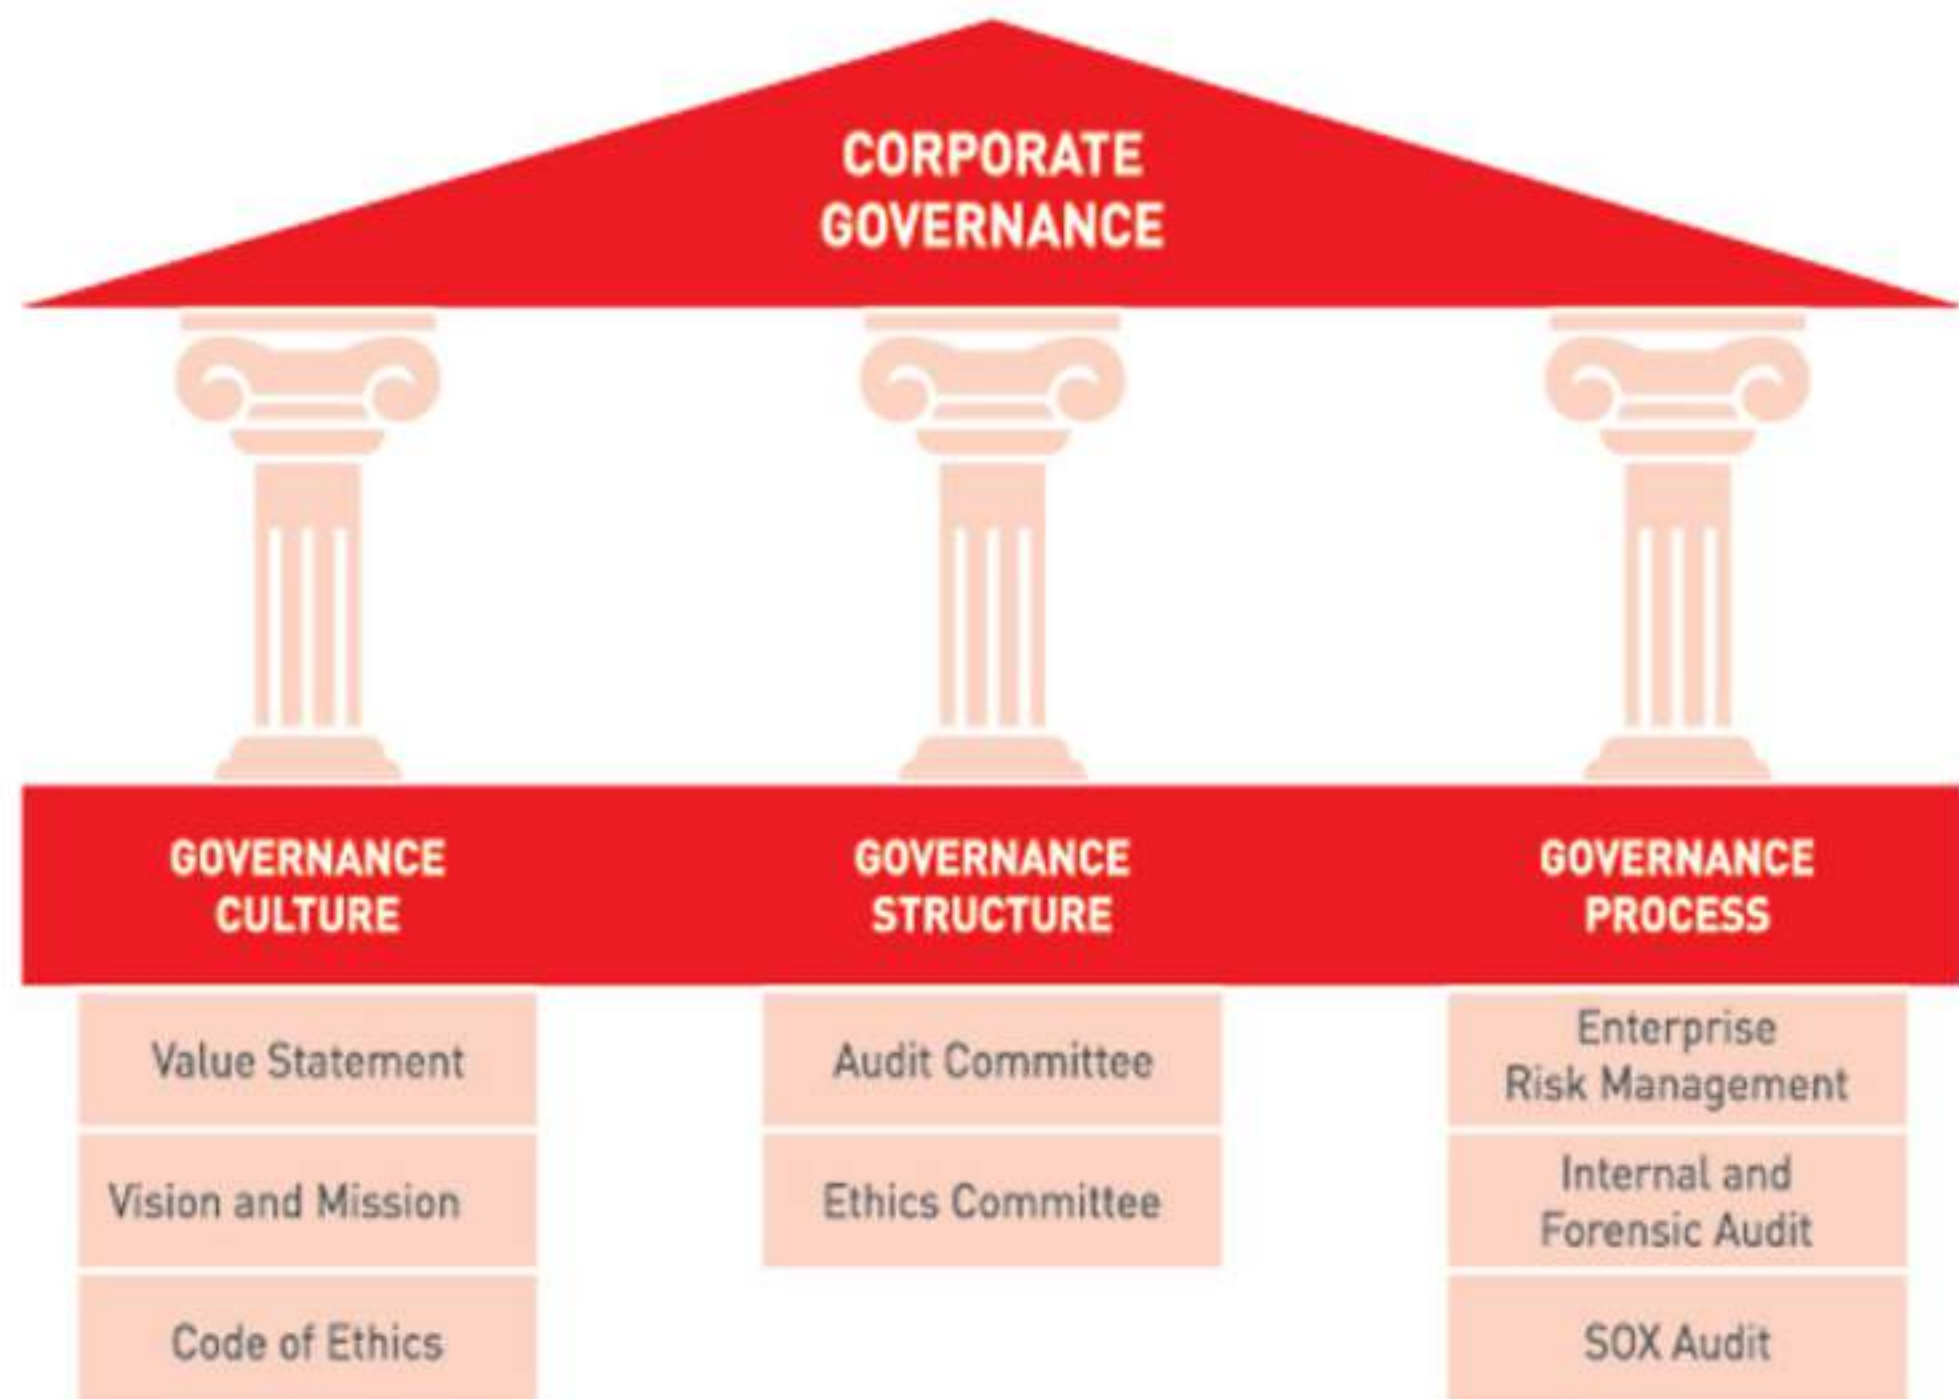 CORPORATE
GOVERNANCE
GOVERNANCE
CULTURE
GOVERNANCE
STRUCTURE
GOVERNANCE
PROCESS
Value Statement
Vision and Mission
Code of Ethics
Audit Committee
Ethics Committee
Enterprise
Risk Management
Internal and
Forensic Audit
SOX Audit